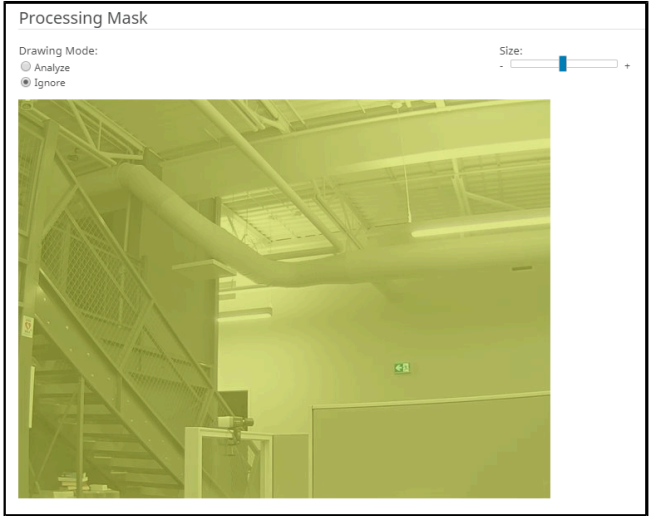 Processing Mask
Drawing Mode:
Analyze
Ignore
Size:
- +